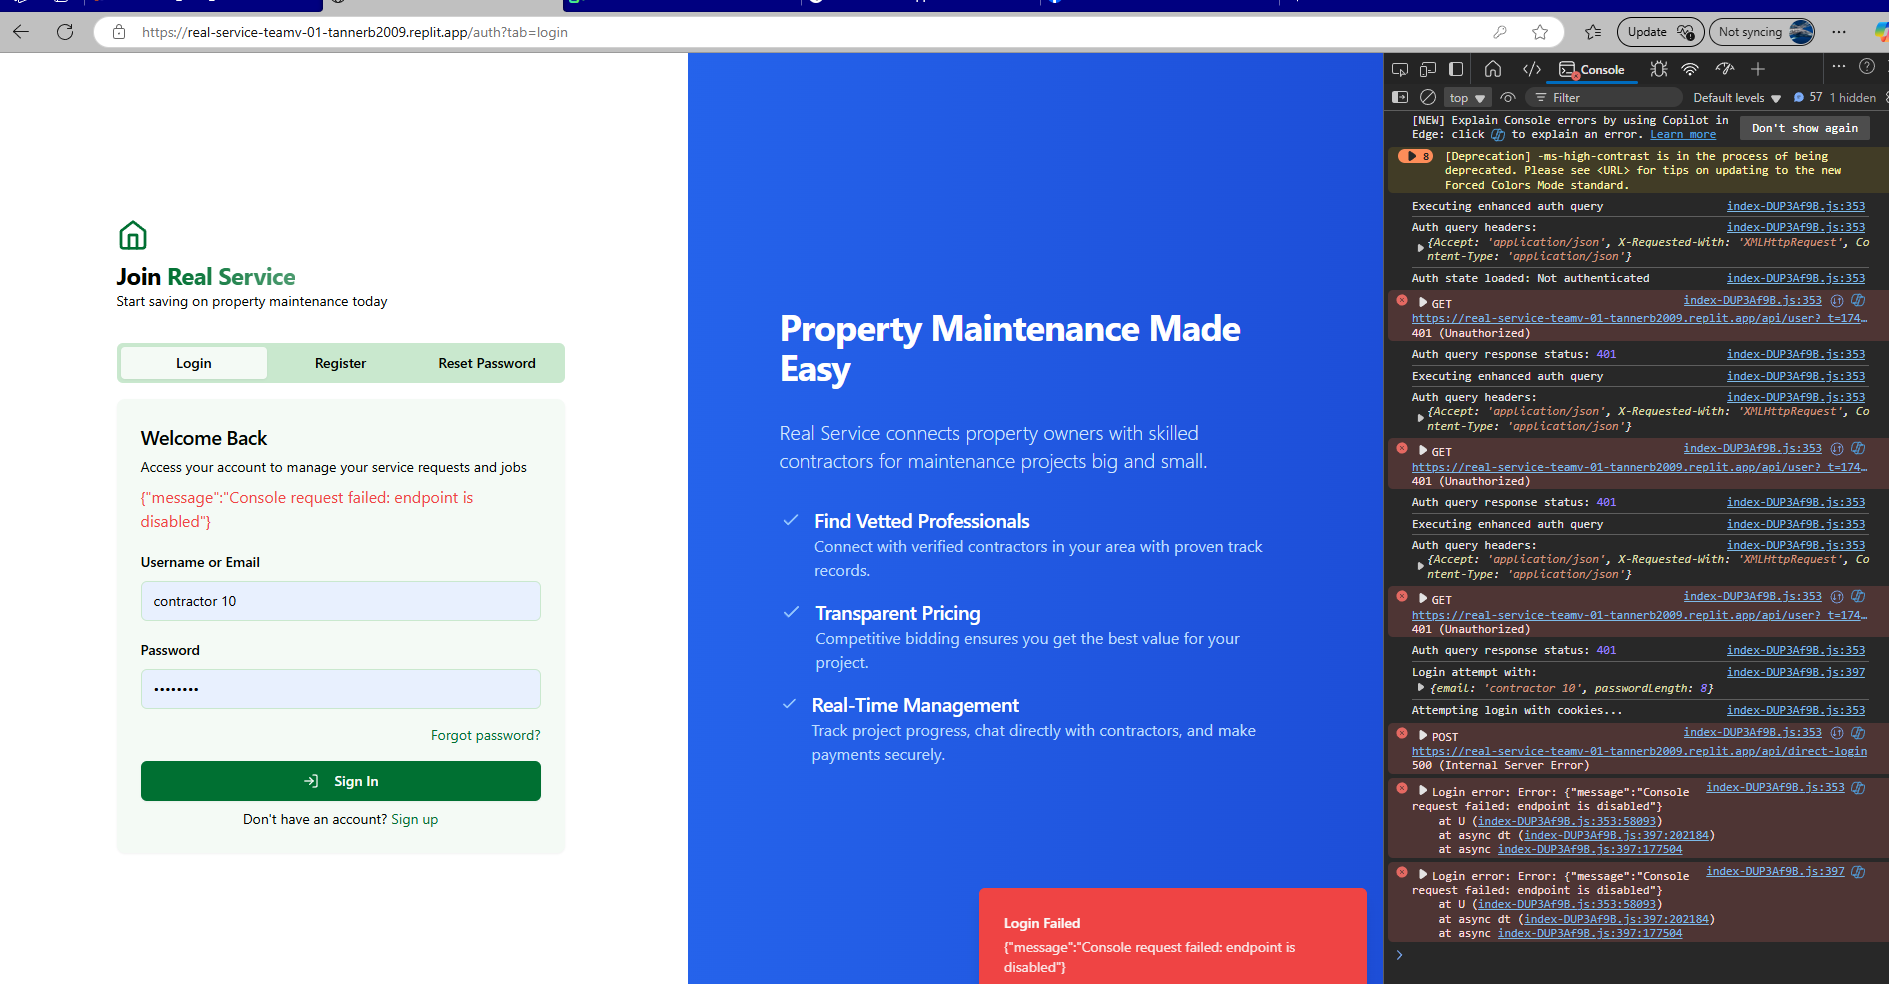 https://real-service-teamv-01-tannerb2009.replit.app/auth?tab=login
Update
Not syncing
Join Real Service
Start saving on property maintenance today
Login
Register
Reset Password
Welcome Back
Access your account to manage your service requests and jobs
{"message":"Console request failed: endpoint is
disabled"}
Username or Email
contractor 10
Password
••••••••
Forgot password?
Sign In
Don't have an account? Sign up
Property Maintenance Made
Easy
Real Service connects property owners with skilled
contractors for maintenance projects big and small.
Find Vetted Professionals
Connect with verified contractors in your area with proven track
records.
Transparent Pricing
Competitive bidding ensures you get the best value for your
project.
Real-Time Management
Track project progress, chat directly with contractors, and make
payments securely.
Login Failed
{"message":"Console request failed: endpoint is
disabled"}
Console
top
Filter
Default levels
57
1 hidden
[NEW] Explain Console errors by using Copilot in
Edge: click to explain an error. Learn more
Don't show again
8
[Deprecation] -ms-high-contrast is in the process of being
deprecated. Please see <URL> for tips on updating to the new
Forced Colors Mode standard.
Executing enhanced auth query index-DUP3Af9B.js:353
Auth query headers: index-DUP3Af9B.js:353
{Accept: 'application/json', X-Requested-With: 'XMLHttpRequest', Co
ntent-Type: 'application/json'}
Auth state loaded: Not authenticated index-DUP3Af9B.js:353
GET index-DUP3Af9B.js:353
https://real-service-teamv-01-tannerb2009.replit.app/api/user?_t=174…
401 (Unauthorized)
Auth query response status: 401 index-DUP3Af9B.js:353
Executing enhanced auth query index-DUP3Af9B.js:353
Auth query headers: index-DUP3Af9B.js:353
{Accept: 'application/json', X-Requested-With: 'XMLHttpRequest', Co
ntent-Type: 'application/json'}
GET index-DUP3Af9B.js:353
https://real-service-teamv-01-tannerb2009.replit.app/api/user?_t=174…
401 (Unauthorized)
Auth query response status: 401 index-DUP3Af9B.js:353
Executing enhanced auth query index-DUP3Af9B.js:353
Auth query headers: index-DUP3Af9B.js:353
{Accept: 'application/json', X-Requested-With: 'XMLHttpRequest', Co
ntent-Type: 'application/json'}
GET index-DUP3Af9B.js:353
https://real-service-teamv-01-tannerb2009.replit.app/api/user?_t=174…
401 (Unauthorized)
Auth query response status: 401 index-DUP3Af9B.js:353
Login attempt with: index-DUP3Af9B.js:397
{email: 'contractor 10', passwordLength: 8}
Attempting login with cookies... index-DUP3Af9B.js:353
POST index-DUP3Af9B.js:353
https://real-service-teamv-01-tannerb2009.replit.app/api/direct-login
500 (Internal Server Error)
Login error: Error: {"message":"Console index-DUP3Af9B.js:353
request failed: endpoint is disabled"}
at U (index-DUP3Af9B.js:353:58093)
at async dt (index-DUP3Af9B.js:397:202184)
at async index-DUP3Af9B.js:397:177504
Login error: Error: {"message":"Console index-DUP3Af9B.js:397
request failed: endpoint is disabled"}
at U (index-DUP3Af9B.js:353:58093)
at async dt (index-DUP3Af9B.js:397:202184)
at async index-DUP3Af9B.js:397:177504